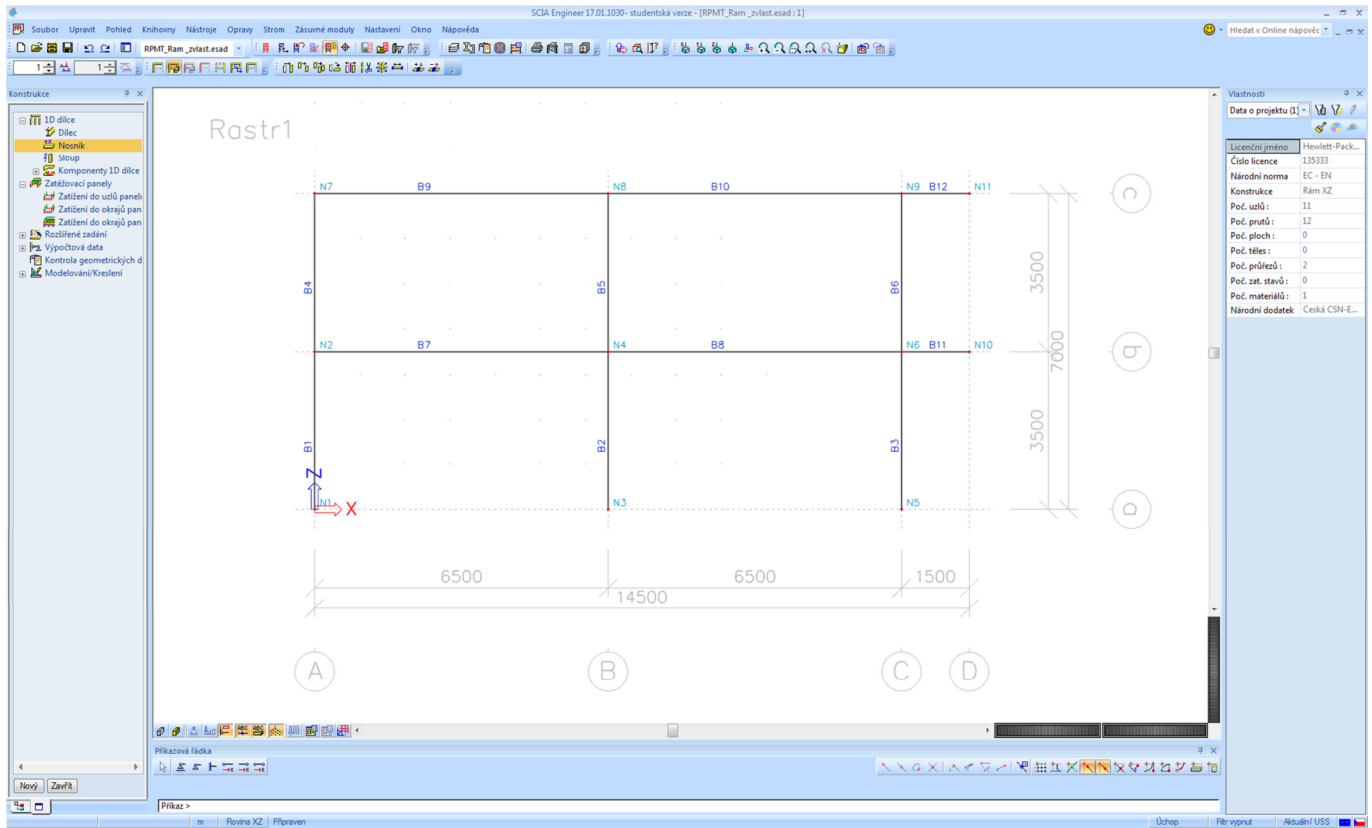 SCIA Engineer 17.01.1030- studentská verze - [RPMT_Ram _zvlast.esad : 1]
Soubor Upravit Pohled Knihovny Nástroje Opravy Strom Zásuvné moduly Nastavení Okno Nápověda
Hledat v Online nápověd
RPMT_Ram _zvlast.esad
1
1
Konstrukce
1D dílce
Dílec
Nosník
Sloup
Komponenty 1D dílce
Zatěžovací panely
Zatížení do uzlů panelu
Zatížení do okrajů pan
Zatížení do okrajů pan
Rozšířené zadání
Výpočtová data
Kontrola geometrických d
Modelování/Kreslení
Nový Zavřít
Rastr1
N7 B9 N8 B10 N9 B12 N11
C
B4 B5 B6
3500
N2 B7 N4 B8 N6 B11 N10
7000
b
B1 B2 B3
3500
Z
N1 X N3 N5
a
6500 6500 1500
14500
A B C D
Vlastnosti
Data o projektu (1)
Licenční jméno Hewlett-Pack...
Číslo licence 135333
Národní norma EC - EN
Konstrukce Rám XZ
Poč. uzlů : 11
Poč. prutů : 12
Poč. ploch : 0
Poč. těles : 0
Poč. průřezů : 2
Poč. zat. stavů : 0
Poč. materiálů : 1
Národní dodatek Česká CSN-E...
Příkazová řádka
Příkaz >
m Rovina XZ Připraven Úchop Filtr vypnut Aktuální USS